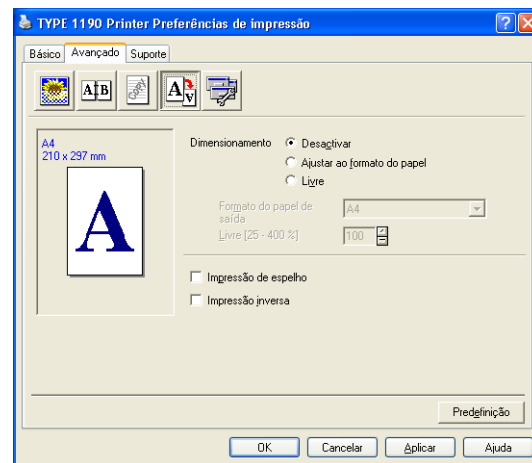 TYPE 1190 Printer Preferências de impressão
Básico Avançado Suporte
A B A V
A4
210 x 297 mm
A
Dimensionamento Desactivar
Ajustar ao formato do papel
Livre
Formato do papel de
saída A4
Livre [25 - 400 %] 100
Impressão de espelho
Impressão inversa
Predefinição
OK Cancelar Aplicar Ajuda